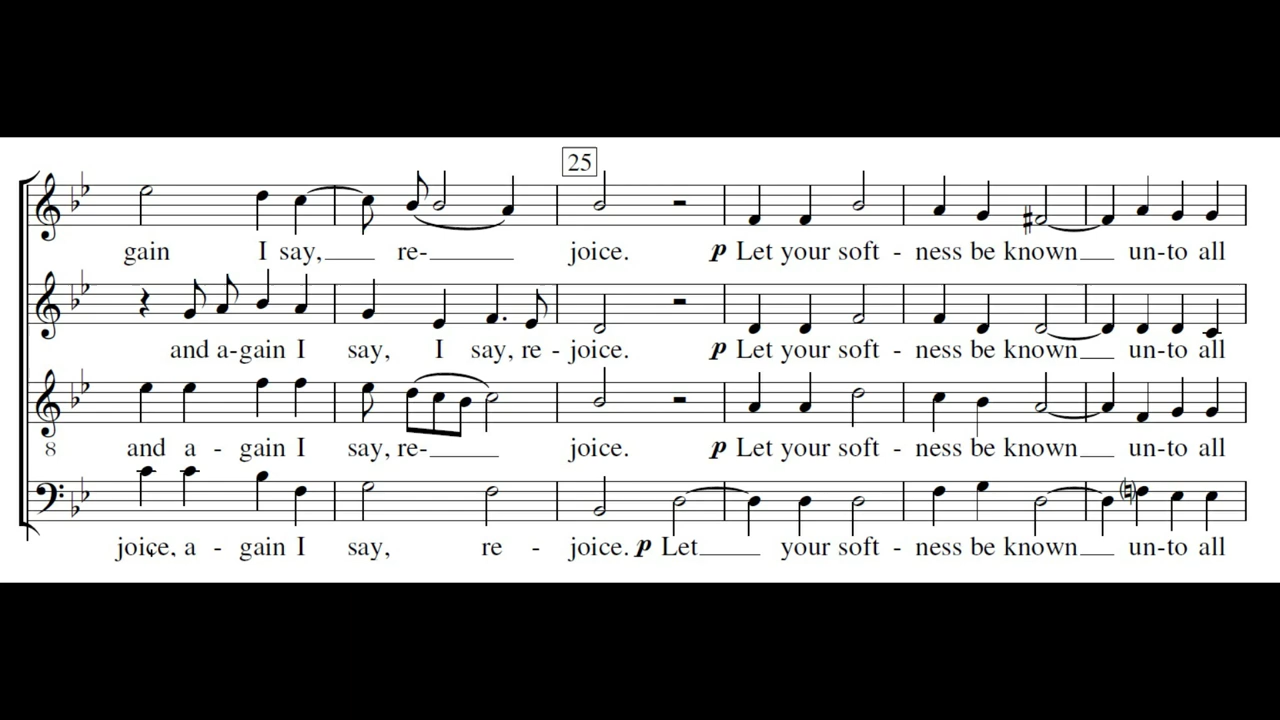 25
gain I say, re- joice. p Let your soft - ness be known un-to all
and a-gain I say, I say, re - joice. p Let your soft - ness be known un-to all
8 and a - gain I say, re- joice. p Let your soft - ness be known un-to all
joice, a - gain I say, re - joice. p Let your soft - ness be known un-to all